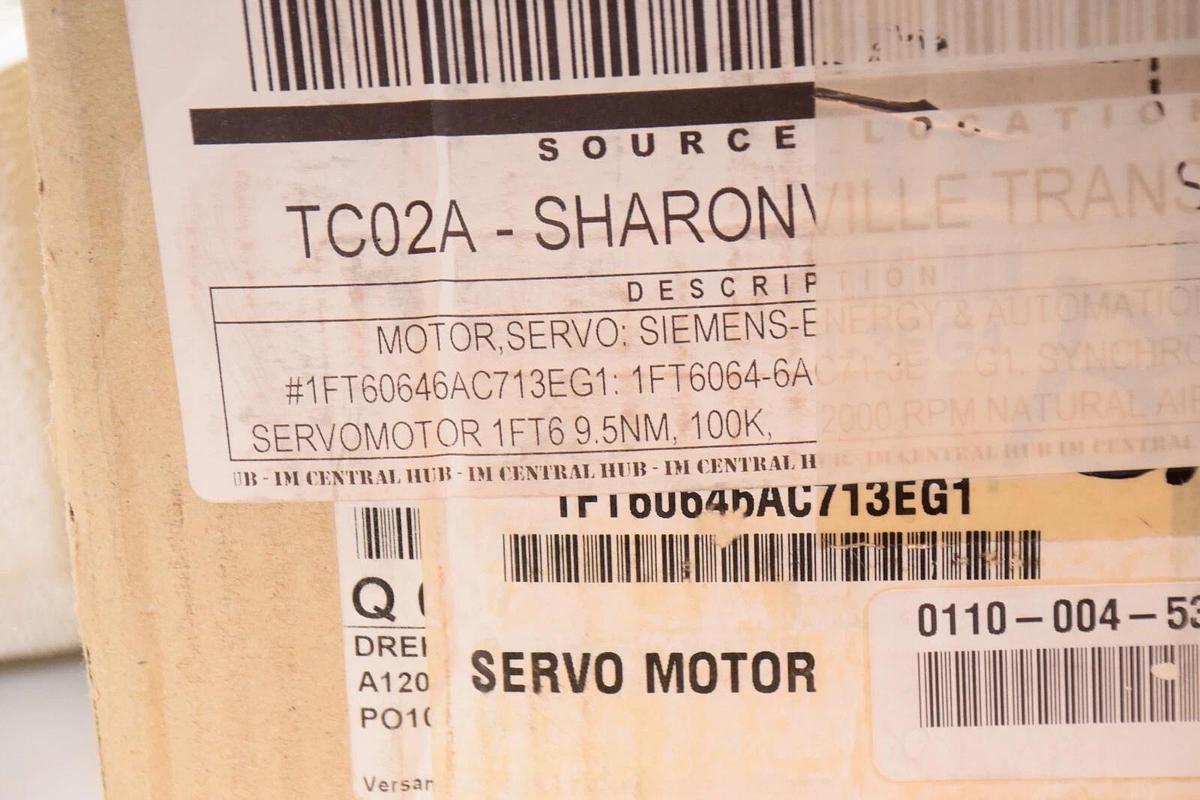 SOURCE LOCATION
TC02A - SHARONVILLE TRANS
DESCRIPTION
MOTOR,SERVO: SIEMENS-ENERGY & AUTOMATION
#1FT60646AC713EG1: 1FT6064-6AC71-3E G1, SYNCHRO
SERVOMOTOR 1FT6 9.5NM, 100K, 2000 RPM NATURAL AIR
UB - IM CENTRAL HUB - IM CENTRAL HUB - IM CENTRAL HUB - IM CENTRAL HUB - IM CENTRAL
1FT60646AC713EG1
Q
DREH
A120
PO10
Versan
SERVO MOTOR
0110-004-53